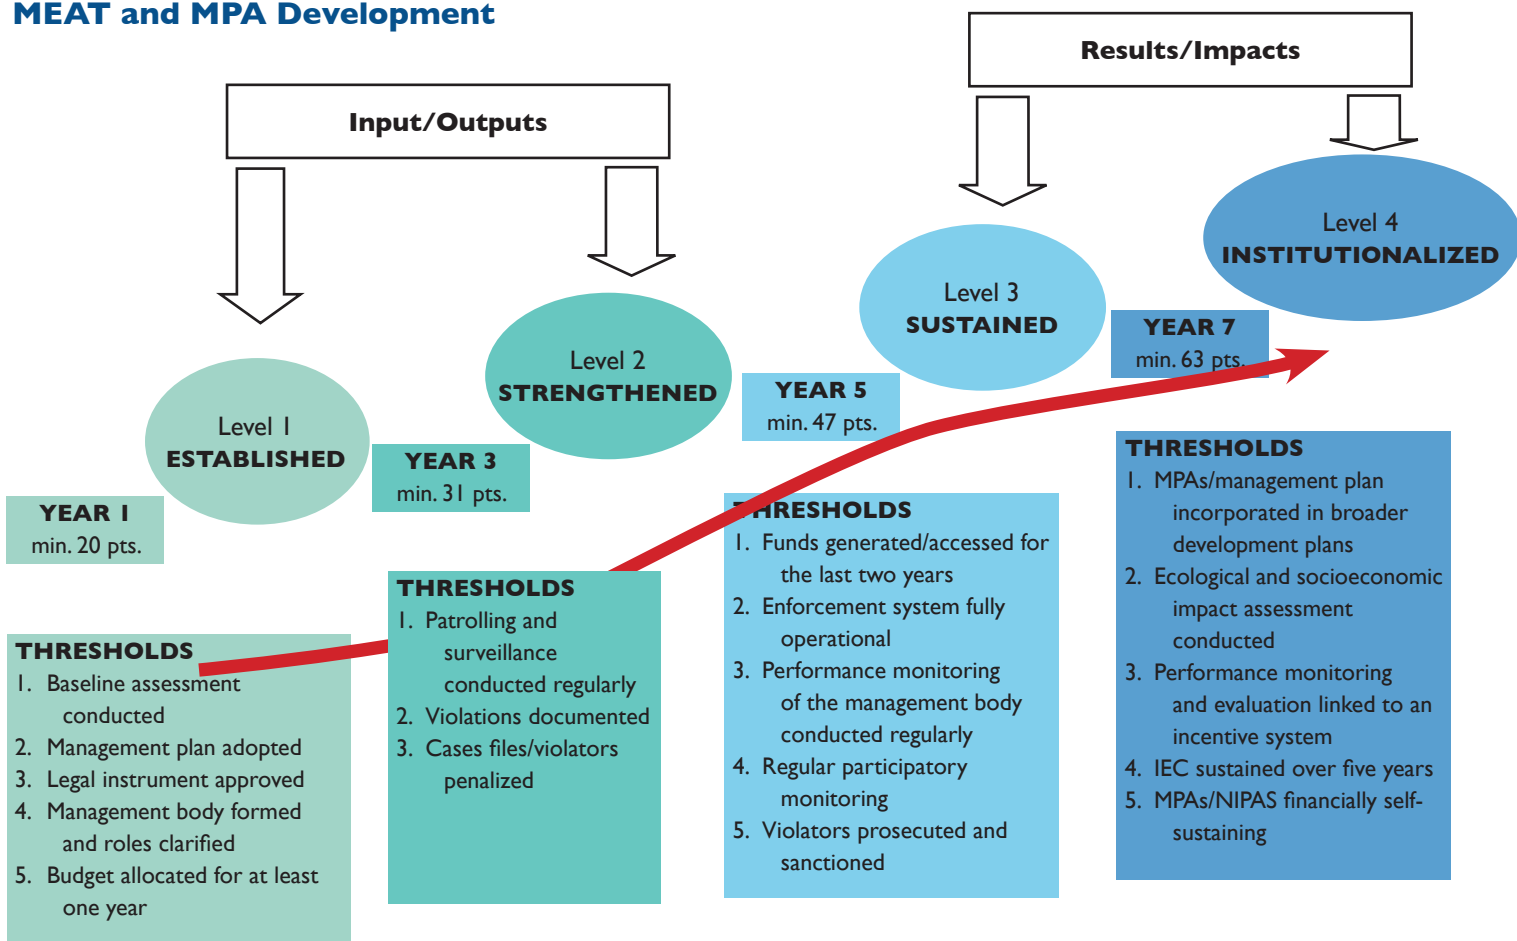 MEAT and MPA Development
Results/Impacts
Input/Outputs
Level 4
INSTITUTIONALIZED
Level 3
SUSTAINED
YEAR 7
min. 63 pts.
Level 2
STRENGTHENED
YEAR 5
min. 47 pts.
Level 1
ESTABLISHED
YEAR 3
min. 31 pts.
YEAR 1
min. 20 pts.
THRESHOLDS
1. Baseline assessment
conducted
2. Management plan adopted
3. Legal instrument approved
4. Management body formed
and roles clarified
5. Budget allocated for at least
one year
THRESHOLDS
1. Patrolling and
surveillance
conducted regularly
2. Violations documented
3. Cases files/violators
penalized
THRESHOLDS
1. Funds generated/accessed for
the last two years
2. Enforcement system fully
operational
3. Performance monitoring
of the management body
conducted regularly
4. Regular participatory
monitoring
5. Violators prosecuted and
sanctioned
THRESHOLDS
1. MPAs/management plan
incorporated in broader
development plans
2. Ecological and socioeconomic
impact assessment
conducted
3. Performance monitoring
and evaluation linked to an
incentive system
4. IEC sustained over five years
5. MPAs/NIPAS financially self-
sustaining